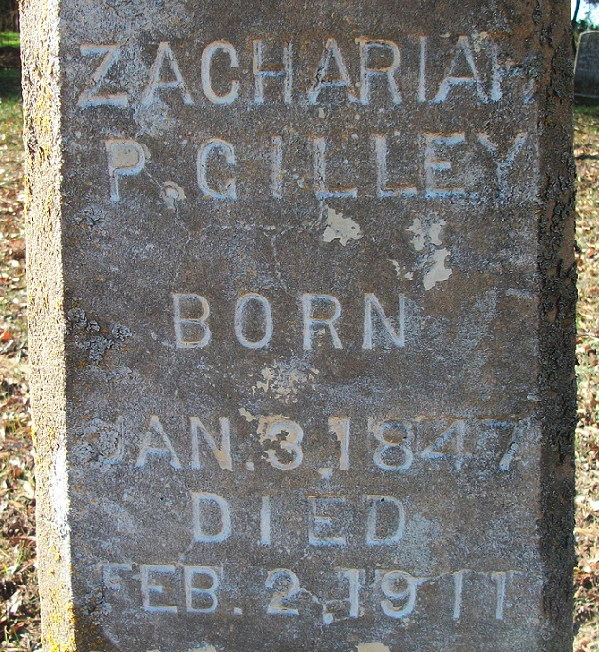 ZACHARIAH
P. GILLEY
BORN
JAN. 3. 1847
DIED
FEB. 2. 1911